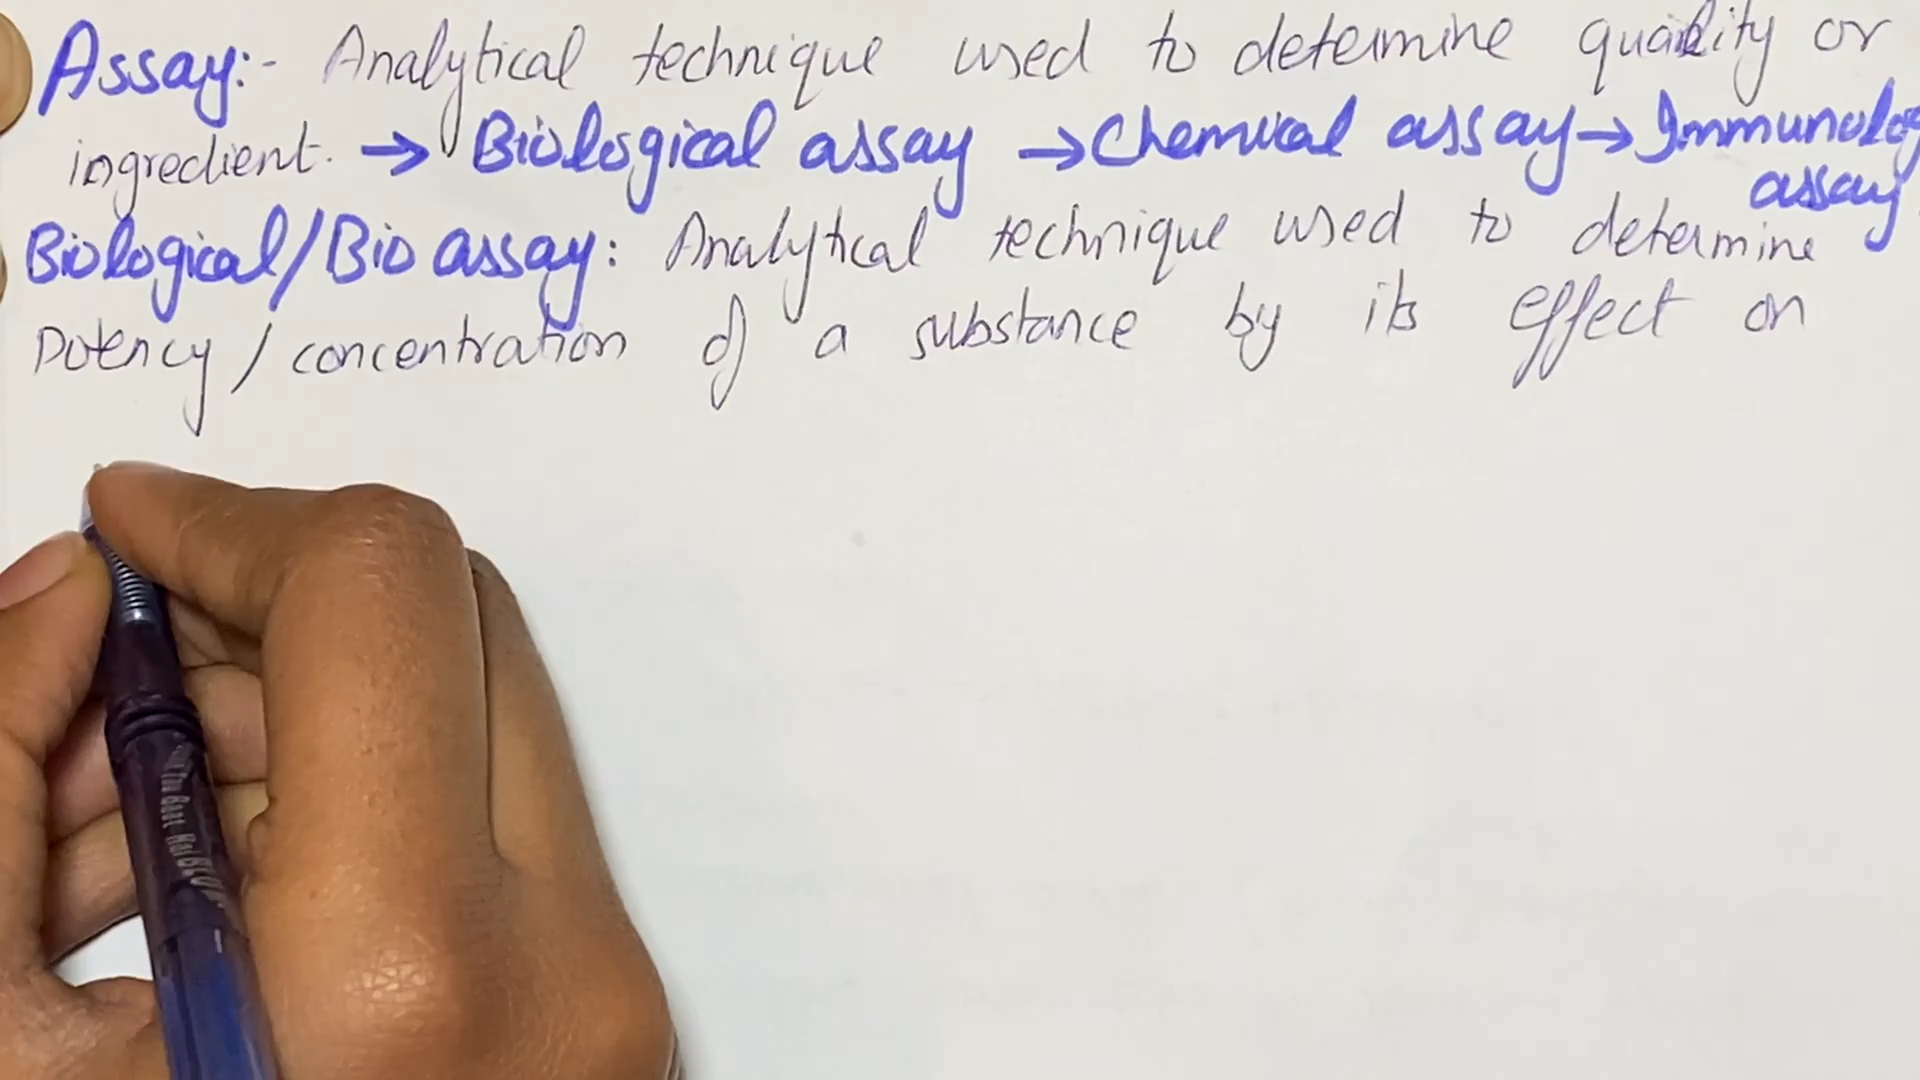 Assay:- Analytical technique used to determine quality or
ingredient. → Biological assay → Chemical assay → Immunolog
assay
Biological/Bio assay: Analytical technique used to determine
Potency / concentration of a substance by its effect on